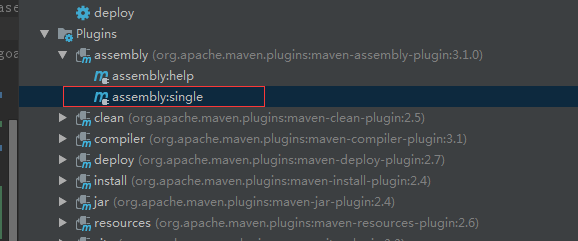 deploy
Plugins
assembly (org.apache.maven.plugins:maven-assembly-plugin:3.1.0)
assembly:help
assembly:single
clean (org.apache.maven.plugins:maven-clean-plugin:2.5)
compiler (org.apache.maven.plugins:maven-compiler-plugin:3.1)
deploy (org.apache.maven.plugins:maven-deploy-plugin:2.7)
install (org.apache.maven.plugins:maven-install-plugin:2.4)
jar (org.apache.maven.plugins:maven-jar-plugin:2.4)
resources (org.apache.maven.plugins:maven-resources-plugin:2.6)